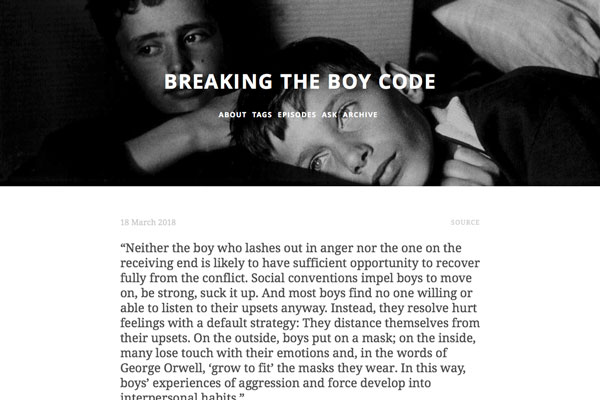 BREAKING THE BOY CODE
ABOUT TAGS EPISODES ASK ARCHIVE
18 March 2018
SOURCE
“Neither the boy who lashes out in anger nor the one on the
receiving end is likely to have sufficient opportunity to recover
fully from the conflict. Social conventions impel boys to move
on, be strong, suck it up. And most boys find no one willing or
able to listen to their upsets anyway. Instead, they resolve hurt
feelings with a default strategy: They distance themselves from
their upsets. On the outside, boys put on a mask; on the inside,
many lose touch with their emotions and, in the words of
George Orwell, ‘grow to fit’ the masks they wear. In this way,
boys’ experiences of aggression and force develop into
interpersonal habits.”